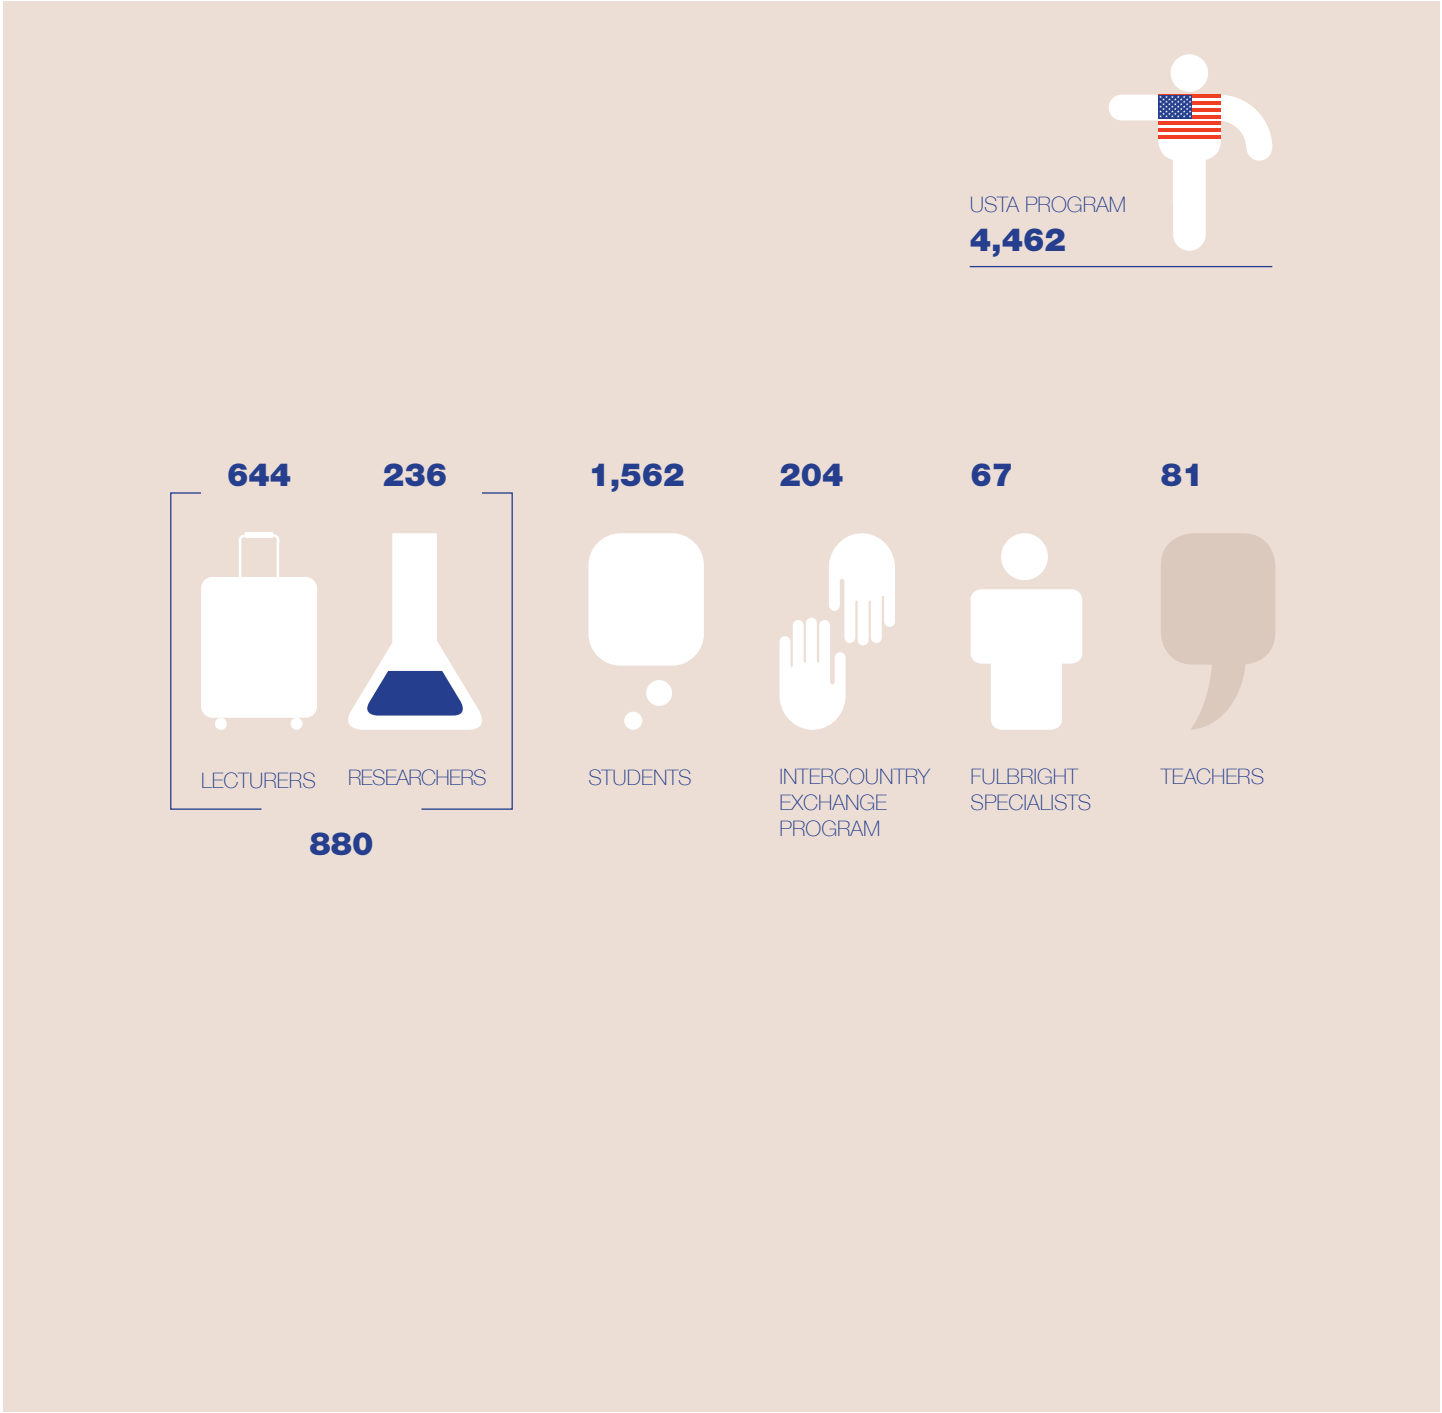 USTA PROGRAM
4,462
644 236 1,562 204 67 81
LECTURERS RESEARCHERS STUDENTS INTERCOUNTRY FULBRIGHT TEACHERS
EXCHANGE SPECIALISTS
PROGRAM
880